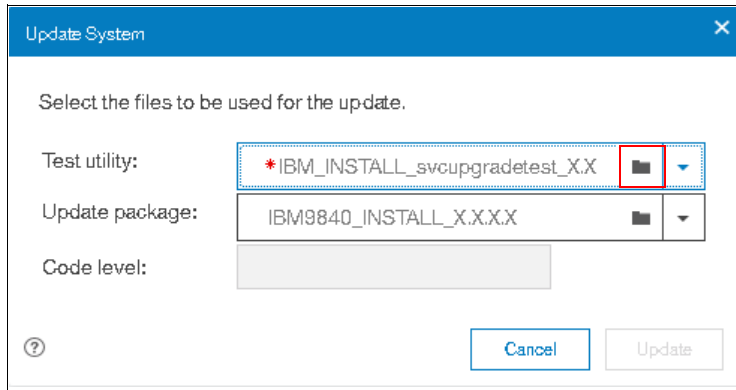 Update System
Select the files to be used for the update.
Test utility: *IBM_INSTALL_svcupgradetest_X.X
Update package: IBM9840_INSTALL_X.X.X.X
Code level:
? Cancel Update